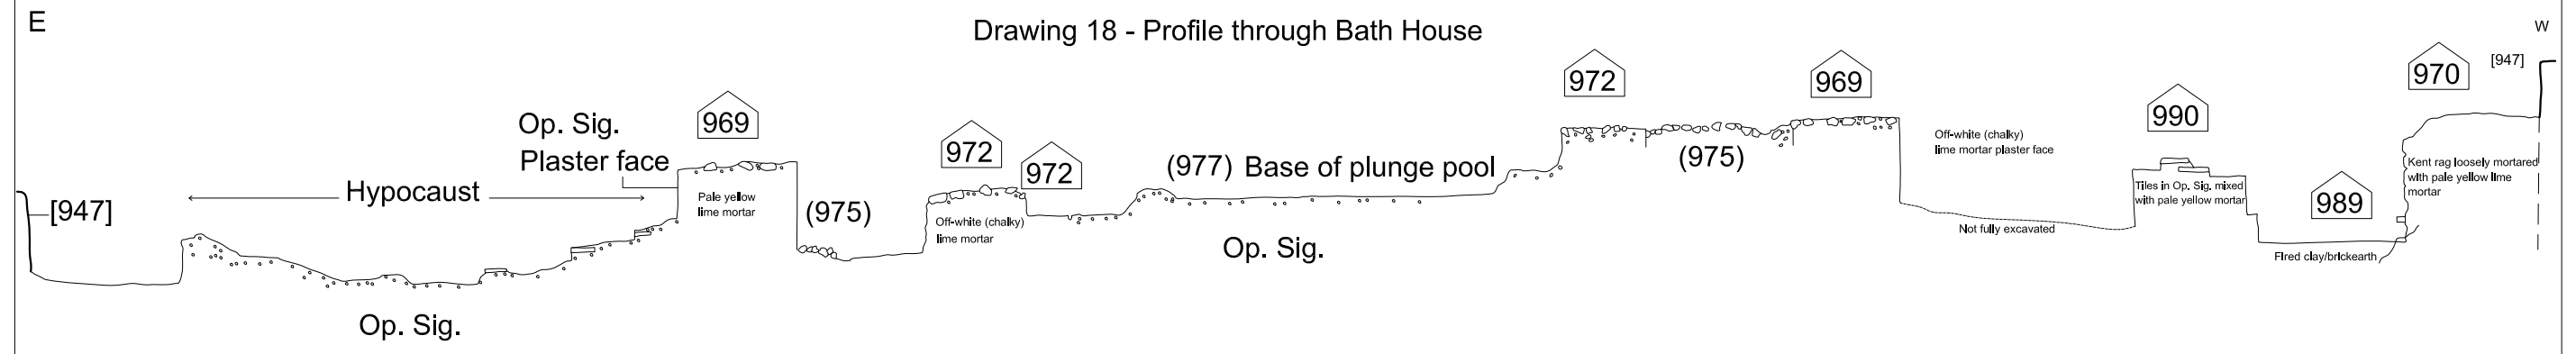 E
Drawing 18 - Profile through Bath House
W
[947]
Hypocaust
Op. Sig.
Op. Sig.
Plaster face
969
Pale yellow
lime mortar
(975)
972
Off-white (chalky)
lime mortar
972
(977) Base of plunge pool
Op. Sig.
972
(975)
969
Off-white (chalky)
lime mortar plaster face
Not fully excavated
990
Tiles in Op. Sig. mixed
with pale yellow mortar
989
Fired clay/brickearth
970
Kent rag loosely mortared
with pale yellow lime
mortar
[947]